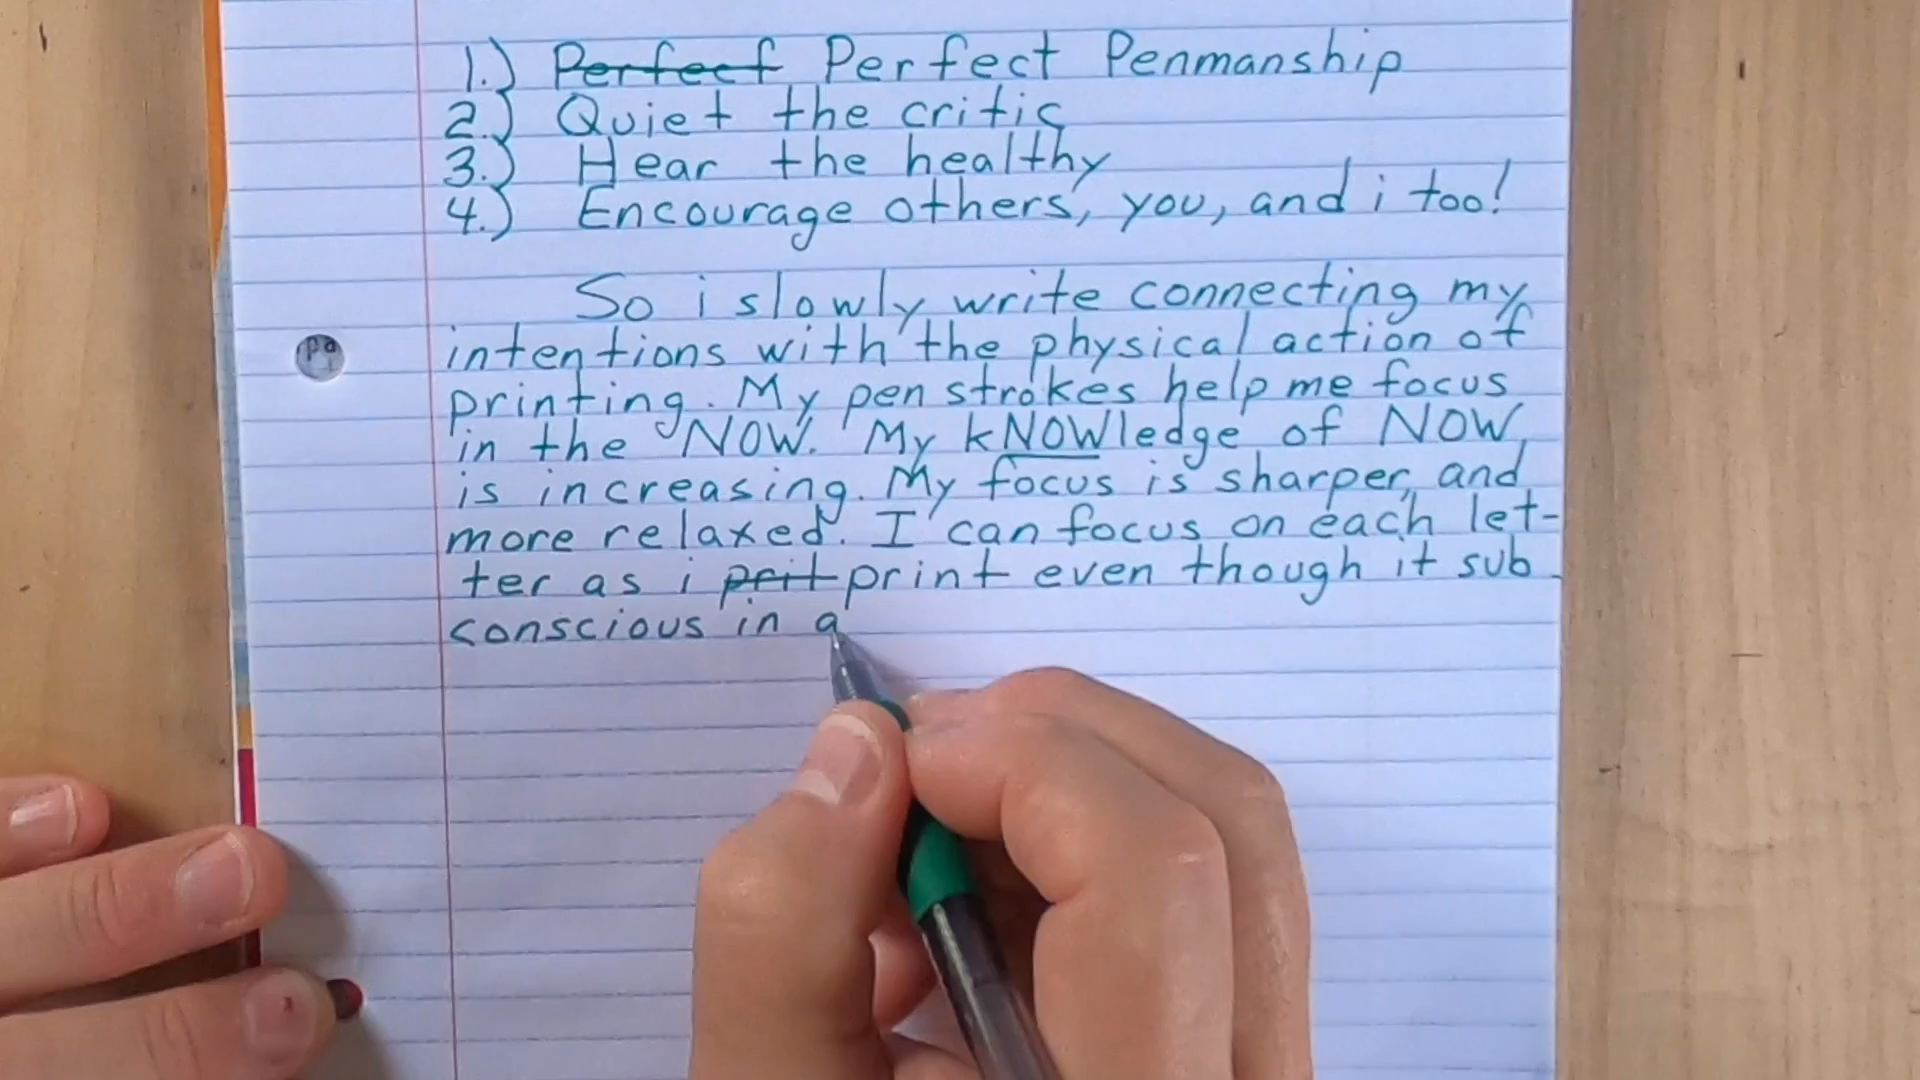 1.) Perfect Perfect Penmanship
2.) Quiet the critic
3.) Hear the healthy
4.) Encourage others, you, and i too!
So i slowly write connecting my
intentions with the physical action of
pa
printing. My pen strokes help me focus
in the NOW. My kNOWledge of NOW
is increasing. My focus is sharper, and
more relaxed. I can focus on each let-
ter as i prit print even though it sub
conscious in a